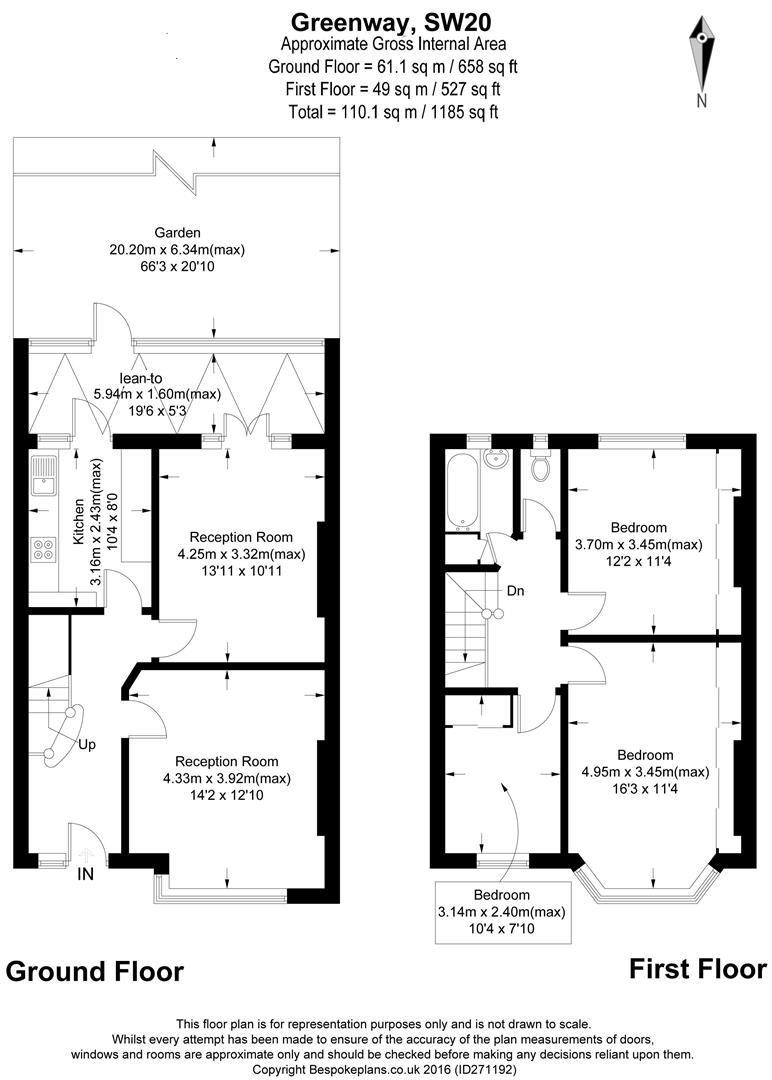 Greenway, SW20
Approximate Gross Internal Area
Ground Floor = 61.1 sq m / 658 sq ft
First Floor = 49 sq m / 527 sq ft
Total = 110.1 sq m / 1185 sq ft
N
Garden
20.20m x 6.34m(max)
66'3 x 20'10
lean-to
5.94m x 1.60m(max)
19'6 x 5'3
Kitchen
3.16m x 2.43m(max)
10'4 x 8'0
Reception Room
4.25m x 3.32m(max)
13'11 x 10'11
Up
Reception Room
4.33m x 3.92m(max)
14'2 x 12'10
IN
Bedroom
3.70m x 3.45m(max)
12'2 x 11'4
Dn
Bedroom
4.95m x 3.45m(max)
16'3 x 11'4
Bedroom
3.14m x 2.40m(max)
10'4 x 7'10
Ground Floor
First Floor
This floor plan is for representation purposes only and is not drawn to scale.
Whilst every attempt has been made to ensure of the accuracy of the plan measurements of doors,
windows and rooms are approximate only and should be checked before making any decisions reliant upon them.
Copyright Bespokeplans.co.uk 2016 (ID271192)